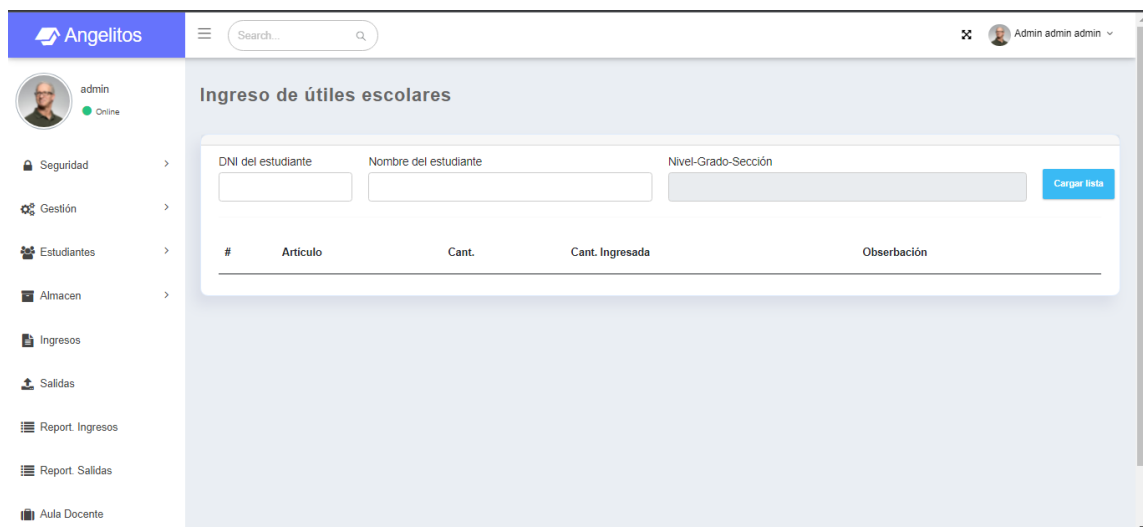 Angelitos
Search...
Admin admin admin
admin
Online
Seguridad
Gestión
Estudiantes
Almacen
Ingresos
Salidas
Report. Ingresos
Report. Salidas
Aula Docente
Ingreso de útiles escolares
DNI del estudiante Nombre del estudiante Nivel-Grado-Sección
Cargar lista
# Artículo Cant. Cant. Ingresada Obserbación